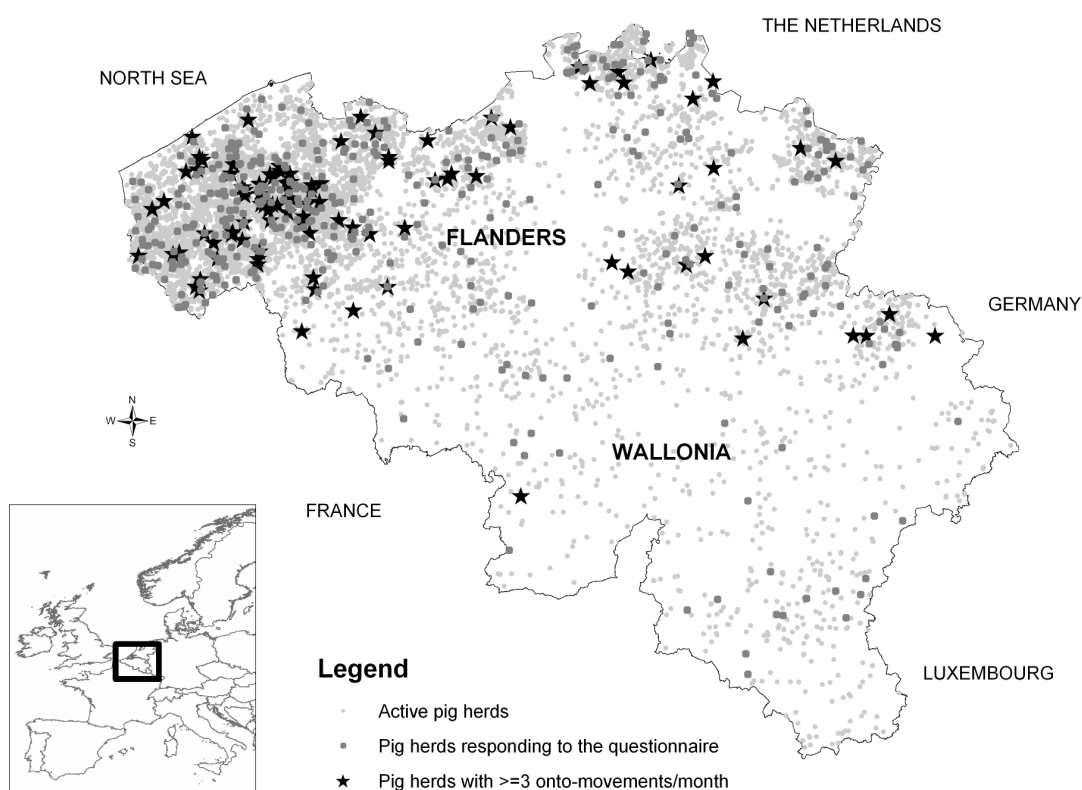 THE NETHERLANDS
NORTH SEA
FLANDERS
GERMANY
N
W E
S
WALLONIA
FRANCE
LUXEMBOURG
Legend
Active pig herds
Pig herds responding to the questionnaire
Pig herds with >=3 onto-movements/month